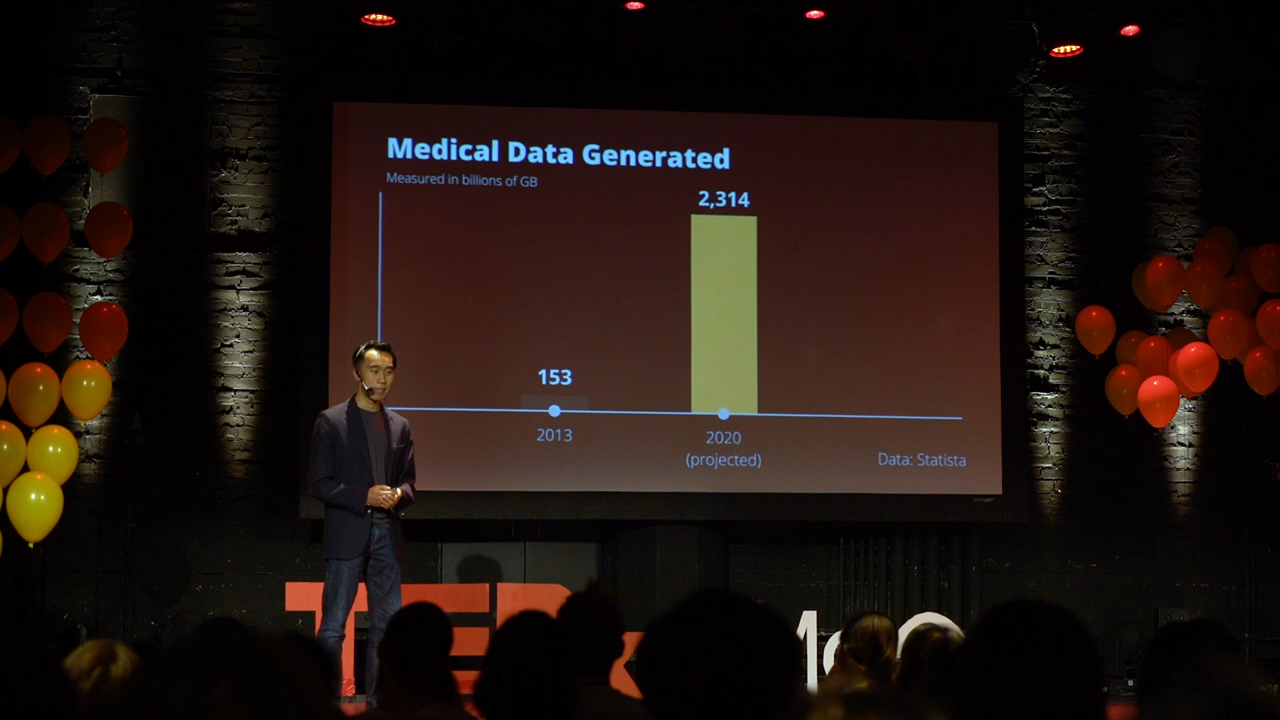 Medical Data Generated
Measured in billions of GB
2,314
153
2013
2020
(projected)
Data: Statista